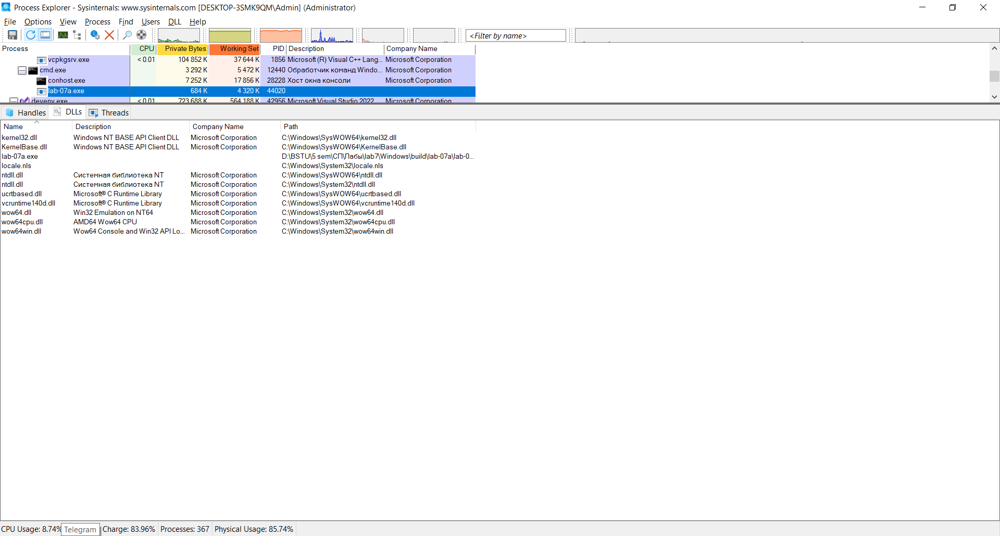 Process Explorer - Sysinternals: www.sysinternals.com [DESKTOP-3SMK9QM\Admin] (Administrator)
File Options View Process Find Users DLL Help
<Filter by name>
Process CPU Private Bytes Working Set PID Description Company Name
vcpkgsrv.exe < 0.01 104 852 K 37 644 K 1856 Microsoft (R) Visual C++ Lang... Microsoft Corporation
cmd.exe 3 292 K 5 472 K 12440 Обработчик команд Windo... Microsoft Corporation
conhost.exe 7 252 K 17 856 K 28228 Хост окна консоли Microsoft Corporation
lab-07a.exe 684 K 4 320 K 44020
devenv.exe < 0.01 723 688 K 564 188 K 42956 Microsoft Visual Studio 2022 Microsoft Corporation
Handles DLLs Threads
Name Description Company Name Path
kernel32.dll Windows NT BASE API Client DLL Microsoft Corporation C:\Windows\SysWOW64\kernel32.dll
KernelBase.dll Windows NT BASE API Client DLL Microsoft Corporation C:\Windows\SysWOW64\KernelBase.dll
lab-07a.exe D:\BSTU\5 sem\СП\Лабы\lab7\Windows\build\lab-07a\lab-0...
locale.nls C:\Windows\System32\locale.nls
ntdll.dll Системная библиотека NT Microsoft Corporation C:\Windows\SysWOW64\ntdll.dll
ntdll.dll Системная библиотека NT Microsoft Corporation C:\Windows\System32\ntdll.dll
ucrtbased.dll Microsoft® C Runtime Library Microsoft Corporation C:\Windows\SysWOW64\ucrtbased.dll
vcruntime140d.dll Microsoft® C Runtime Library Microsoft Corporation C:\Windows\SysWOW64\vcruntime140d.dll
wow64.dll Win32 Emulation on NT64 Microsoft Corporation C:\Windows\System32\wow64.dll
wow64cpu.dll AMD64 Wow64 CPU Microsoft Corporation C:\Windows\System32\wow64cpu.dll
wow64win.dll Wow64 Console and Win32 API Lo... Microsoft Corporation C:\Windows\System32\wow64win.dll
CPU Usage: 8.74% Telegram Charge: 83.96% Processes: 367 Physical Usage: 85.74%